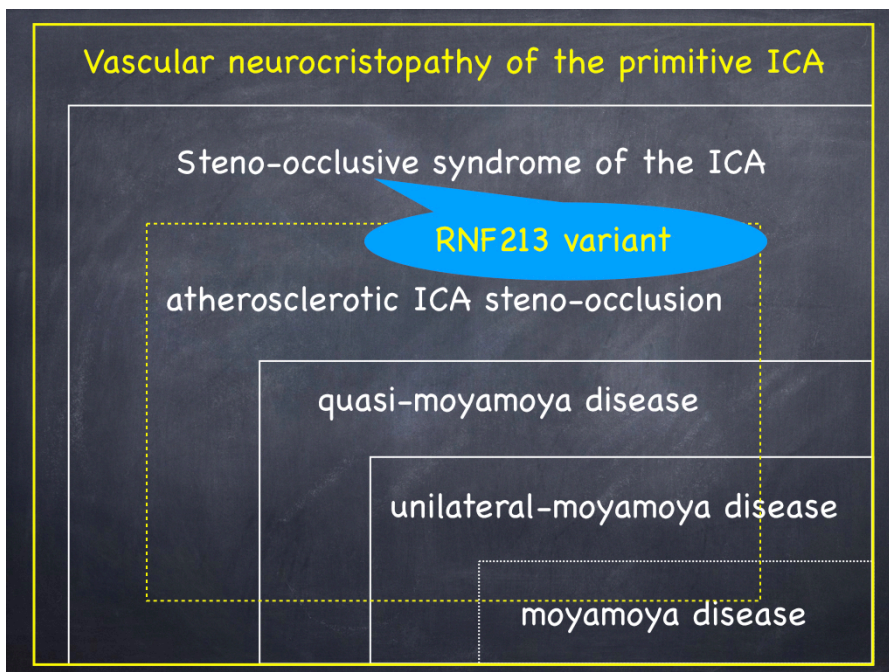 Vascular neurocristopathy of the primitive ICA
Steno-occlusive syndrome of the ICA
RNF213 variant
atherosclerotic ICA steno-occlusion
quasi-moyamoya disease
unilateral-moyamoya disease
moyamoya disease